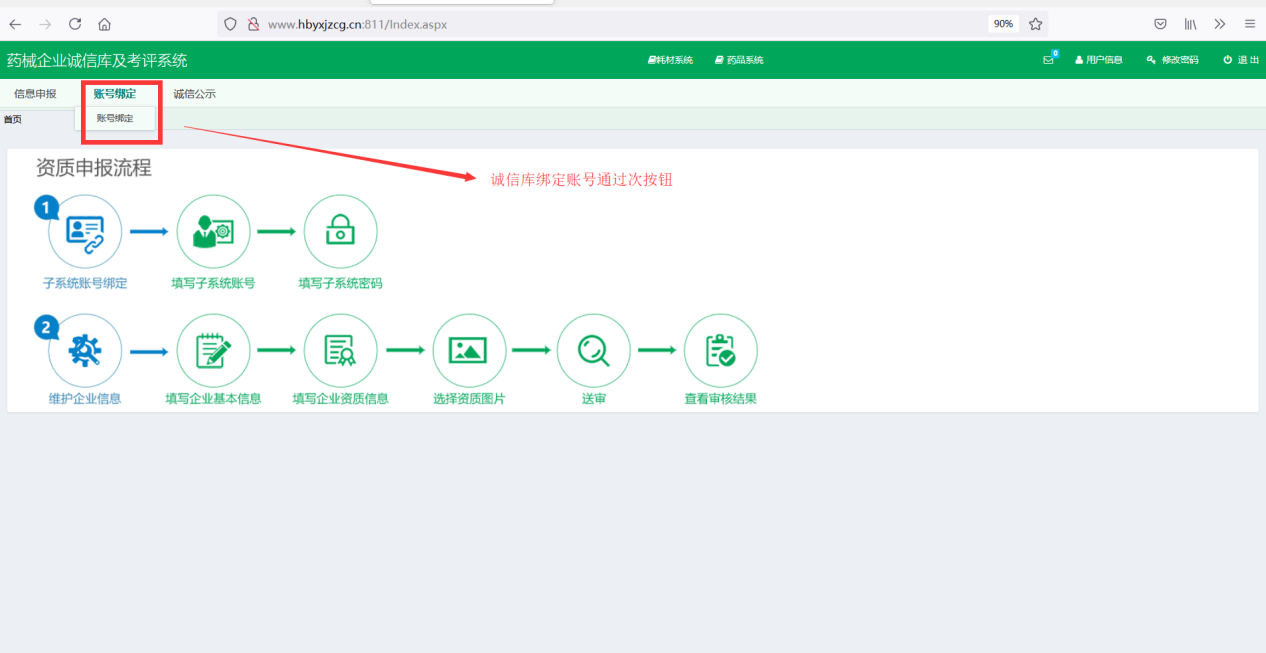 www.hbyxjzcg.cn:811/Index.aspx
90%
药械企业诚信库及考评系统
耗材系统
药品系统
0
用户信息
修改密码
退出
信息申报
账号绑定
诚信公示
首页
账号绑定
诚信库绑定账号通过次按钮
资质申报流程
1
子系统账号绑定
填写子系统账号
填写子系统密码
2
维护企业信息
填写企业基本信息
填写企业资质信息
选择资质图片
送审
查看审核结果